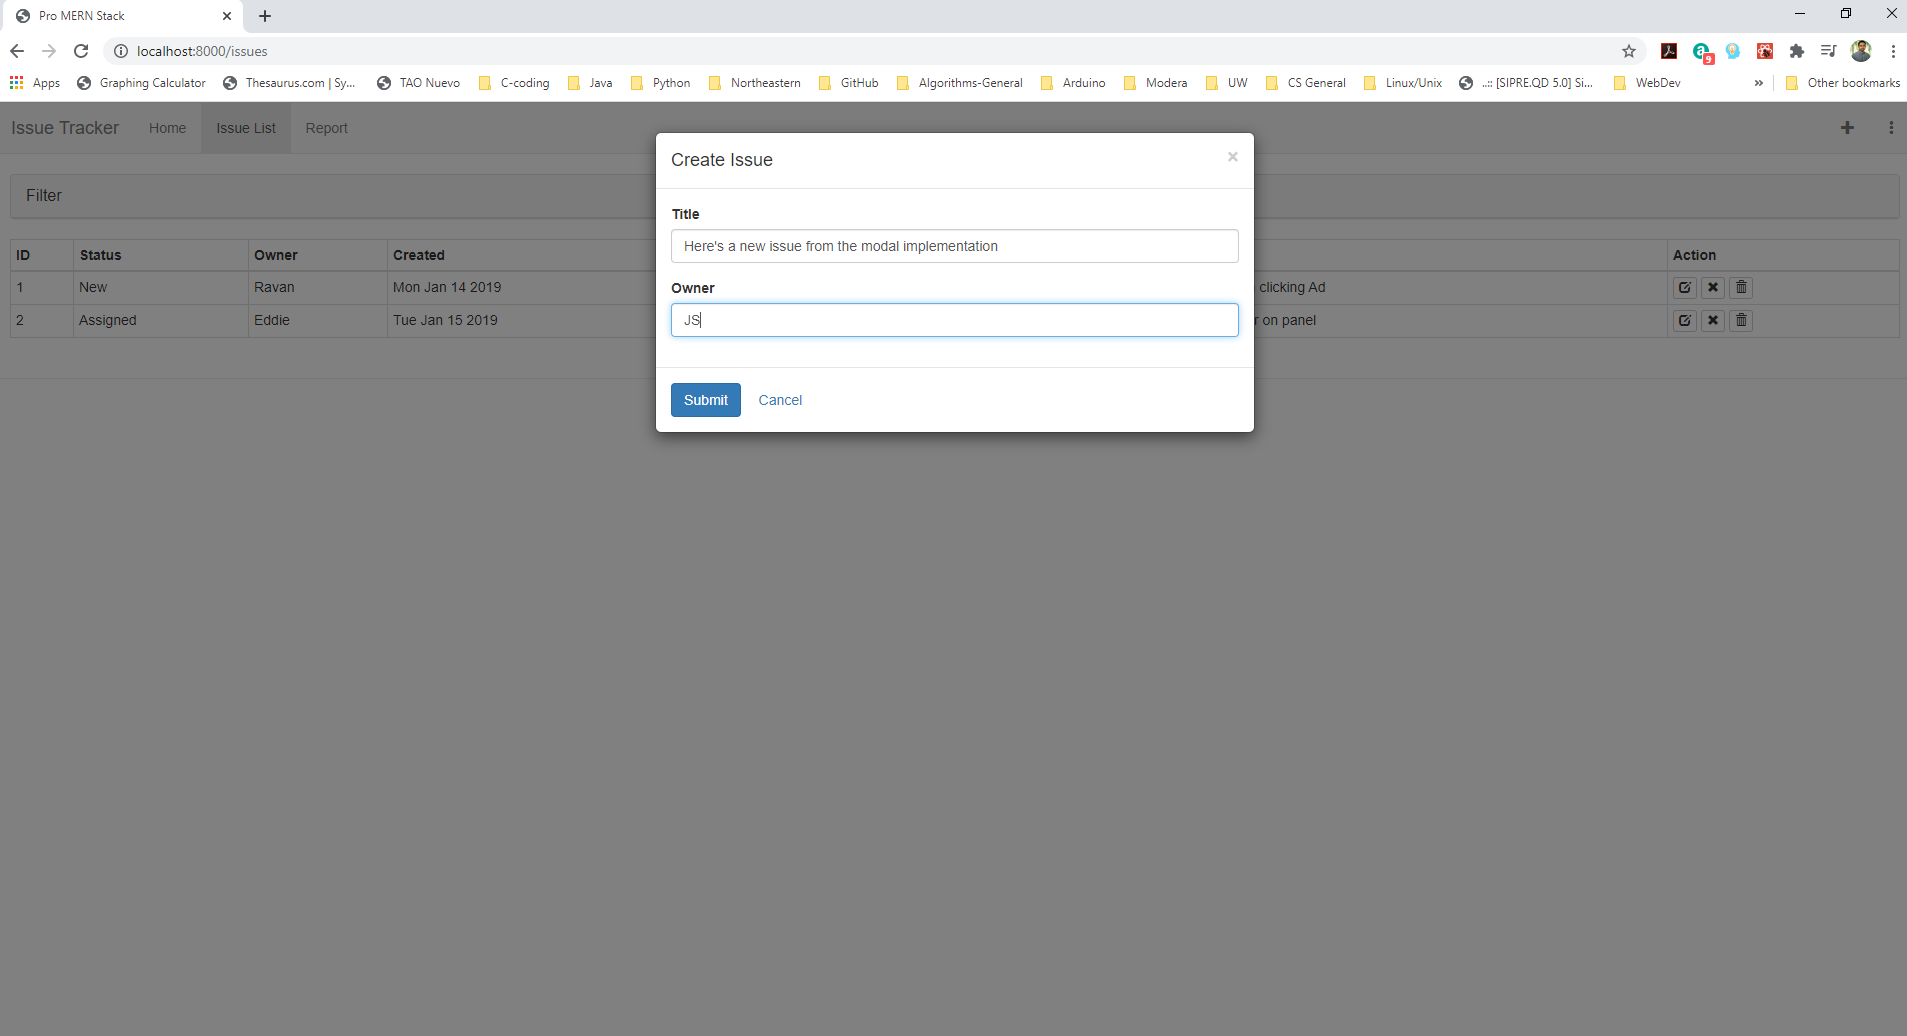 Pro MERN Stack
localhost:8000/issues
9
Apps Graphing Calculator Thesaurus.com | Sy... TAO Nuevo C-coding Java Python Northeastern GitHub Algorithms-General Arduino Modera UW CS General Linux/Unix ..:: [SIPRE.QD 5.0] Si... WebDev » Other bookmarks
Issue Tracker Home Issue List Report
Create Issue ×
Filter
Title
Here's a new issue from the modal implementation
ID Status Owner Created Action
1 New Ravan Mon Jan 14 2019 clicking Ad
Owner
2 Assigned Eddie Tue Jan 15 2019 on panel
JS
Submit Cancel